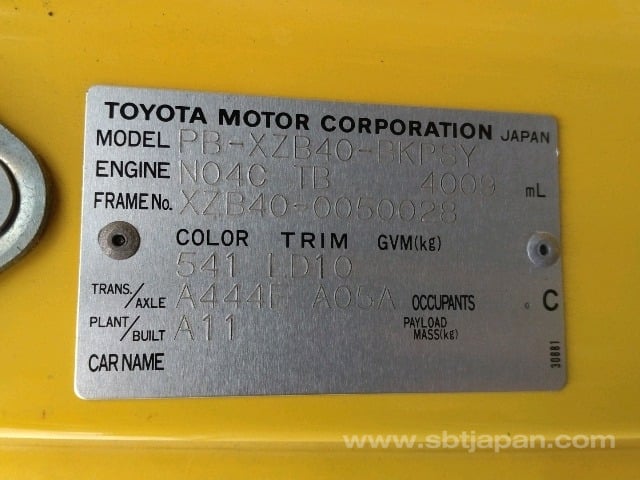 TOYOTA MOTOR CORPORATION JAPAN
MODEL PB-XZB40-BKPSY
ENGINE N04C TB 4009 mL
FRAME No. XZB40-0050028
COLOR TRIM GVM(kg)
541 LD10
TRANS./AXLE A444F A05A OCCUPANTS C
PLANT/BUILT A11 PAYLOAD MASS(kg)
CAR NAME
30881
www.sbtjapan.com